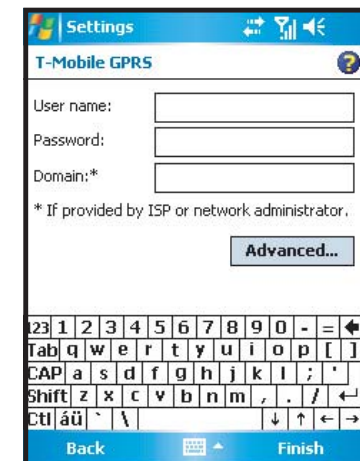 Settings
T-Mobile GPRS
User name:
Password:
Domain:*
* If provided by ISP or network administrator.
Advanced...
123 1 2 3 4 5 6 7 8 9 0 - = ←
Tab q w e r t y u i o p [ ]
CAP a s d f g h j k l ; '
Shift z x c v b n m , . / ↵
Ctl áü ` \ ↓ ↑ ← →
Back Finish